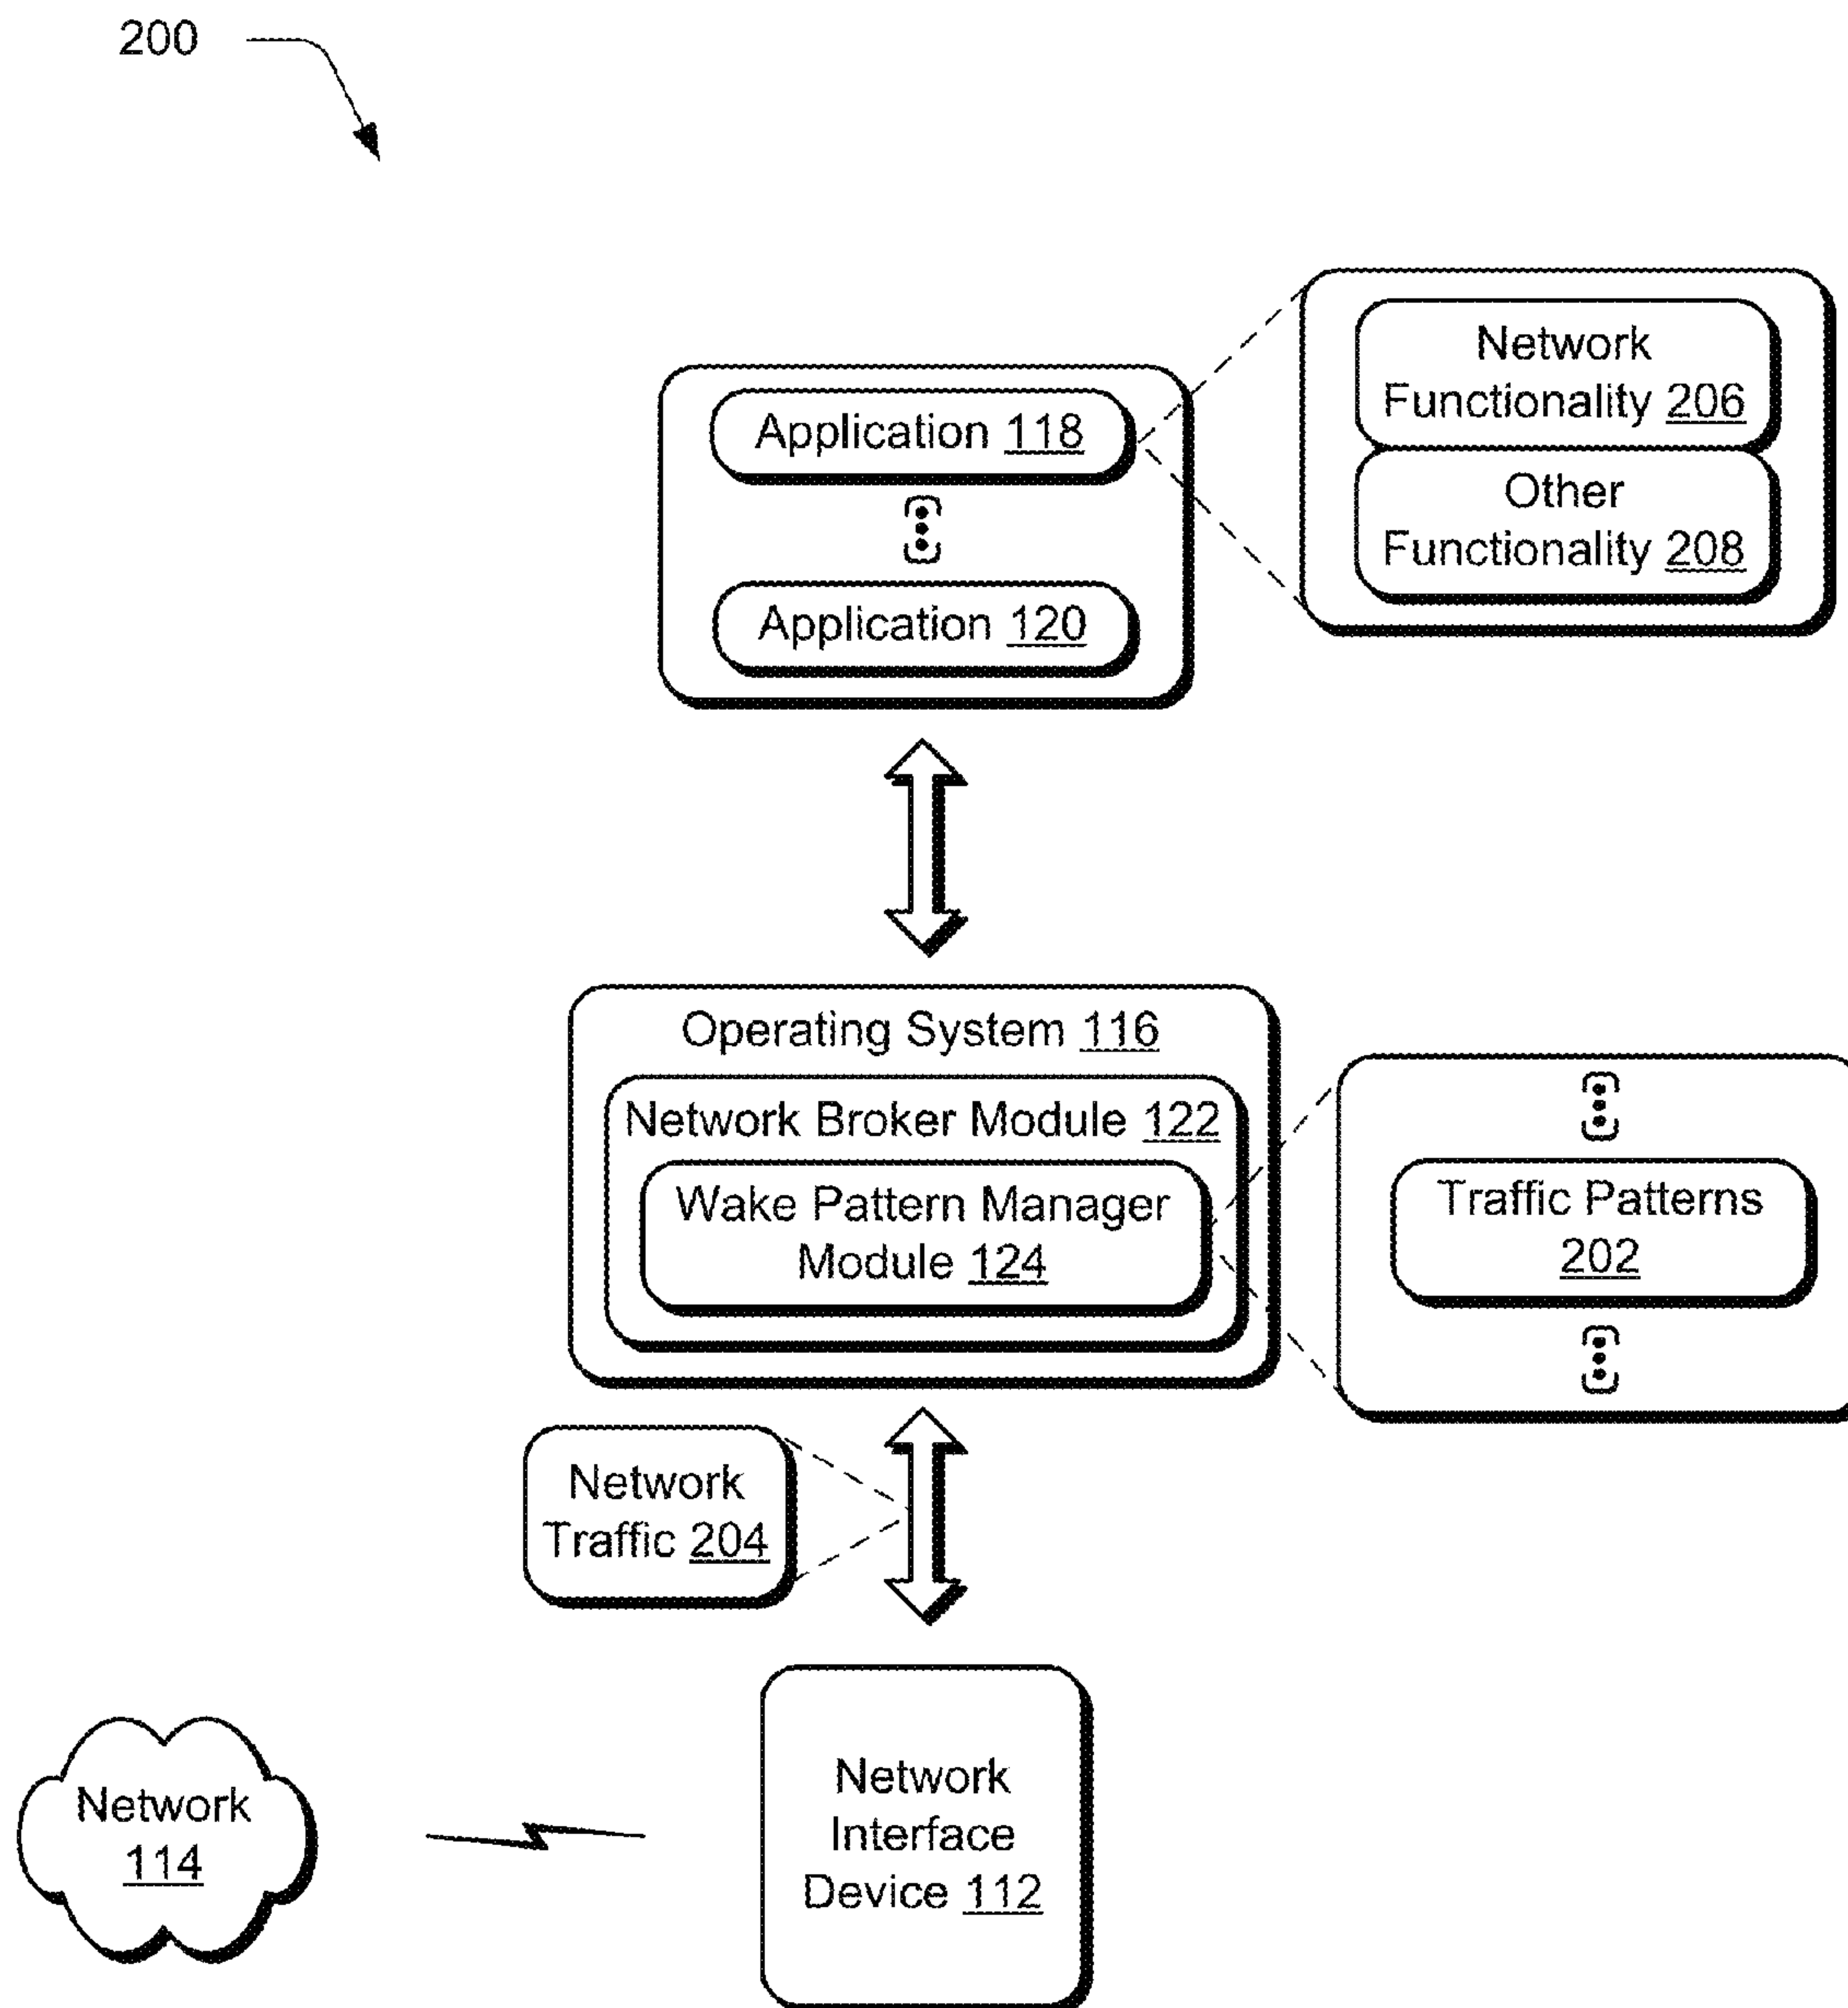 200
Network
Functionality 206
Other
Functionality 208
Application 118
Application 120
Operating System 116
Network Broker Module 122
Wake Pattern Manager
Module 124
Traffic Patterns
202
Network
Traffic 204
Network
114
Network
Interface
Device 112